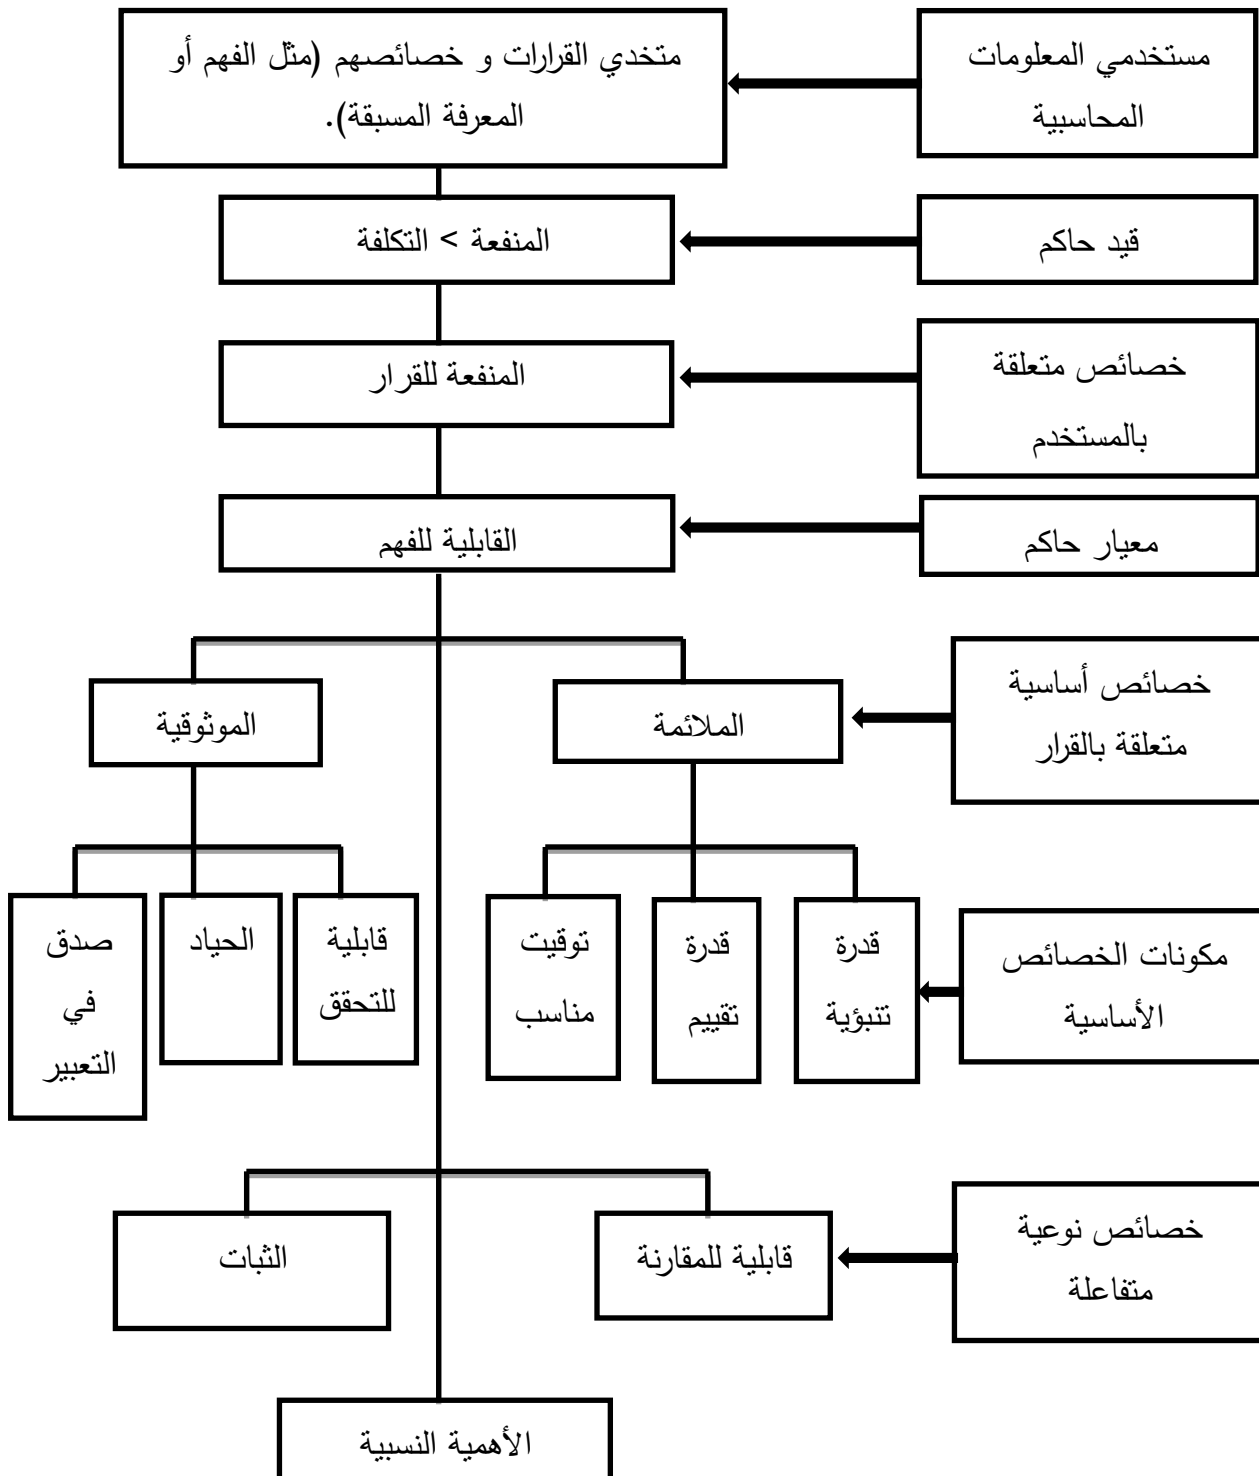 مستخدمي المعلومات
المحاسبية
متخدي القرارات و خصائصهم (مثل الفهم أو
المعرفة المسبقة).
قيد حاكم
المنفعة > التكلفة
خصائص متعلقة
بالمستخدم
المنفعة للقرار
معيار حاكم
القابلية للفهم
خصائص أساسية
متعلقة بالقرار
الملائمة
الموثوقية
مكونات الخصائص
الأساسية
قدرة
تنبؤية
قدرة
تقييم
توقيت
مناسب
قابلية
للتحقق
الحياد
صدق
في
التعبير
خصائص نوعية
متفاعلة
قابلية للمقارنة
الثبات
الأهمية النسبية